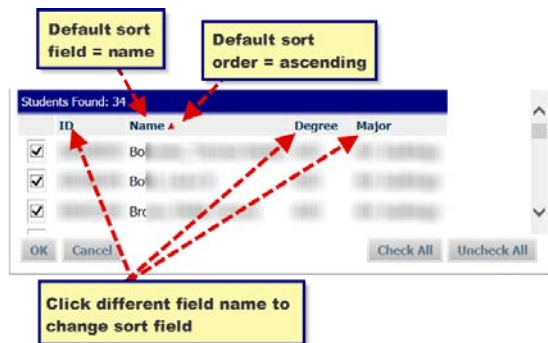 Default sort
field = name
Default sort
order = ascending
Students Found: 34
ID Name Degree Major
Bo
Bo
Bro
OK Cancel Check All Uncheck All
Click different field name to
change sort field